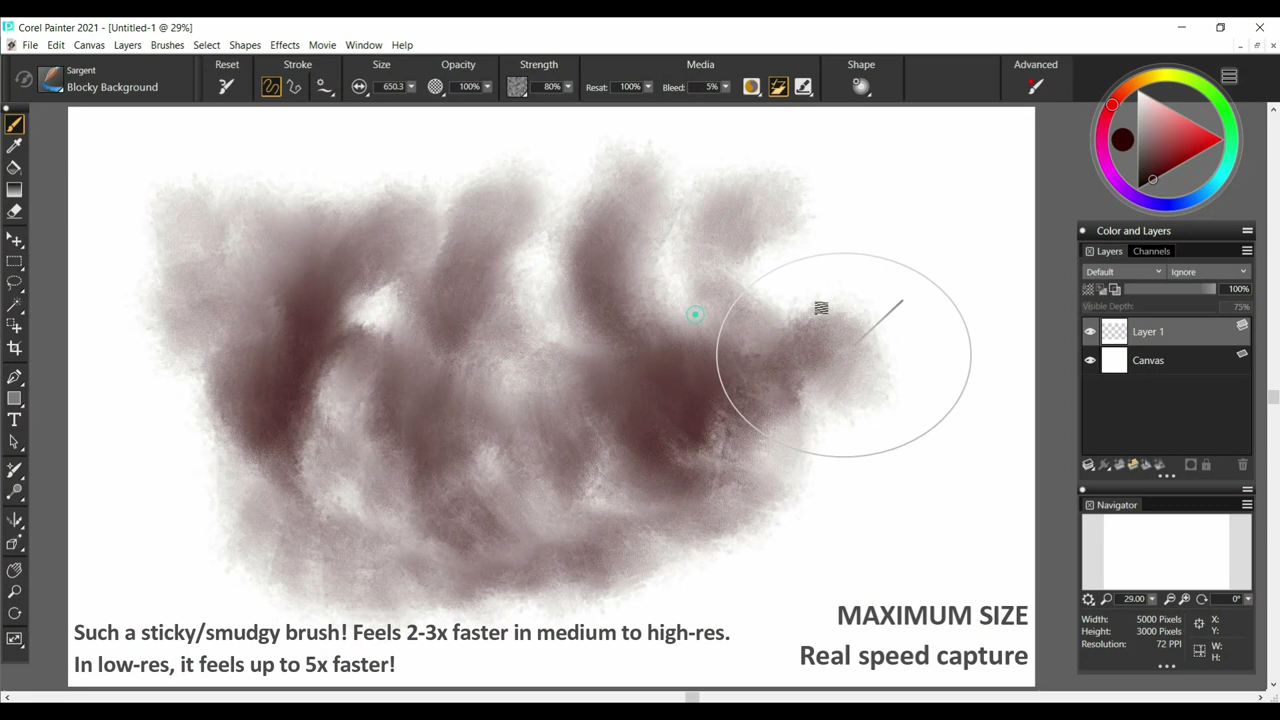 Corel Painter 2021 - [Untitled-1 @ 29%]
File Edit Canvas Layers Brushes Select Shapes Effects Movie Window Help
Sargent
Blocky Background
Reset Stroke Size Opacity Strength Media Shape Advanced
650.3 100% 80% Resat: 100% Bleed: 5%
Color and Layers
Layers Channels
Default Ignore
100%
Visible Depth: 75%
Layer 1
Canvas
Navigator
29.00 0°
Width: 5000 Pixels X:
Height: 3000 Pixels Y:
Resolution: 72 PPI W:
H:
Such a sticky/smudgy brush! Feels 2-3x faster in medium to high-res.
In low-res, it feels up to 5x faster!
MAXIMUM SIZE
Real speed capture